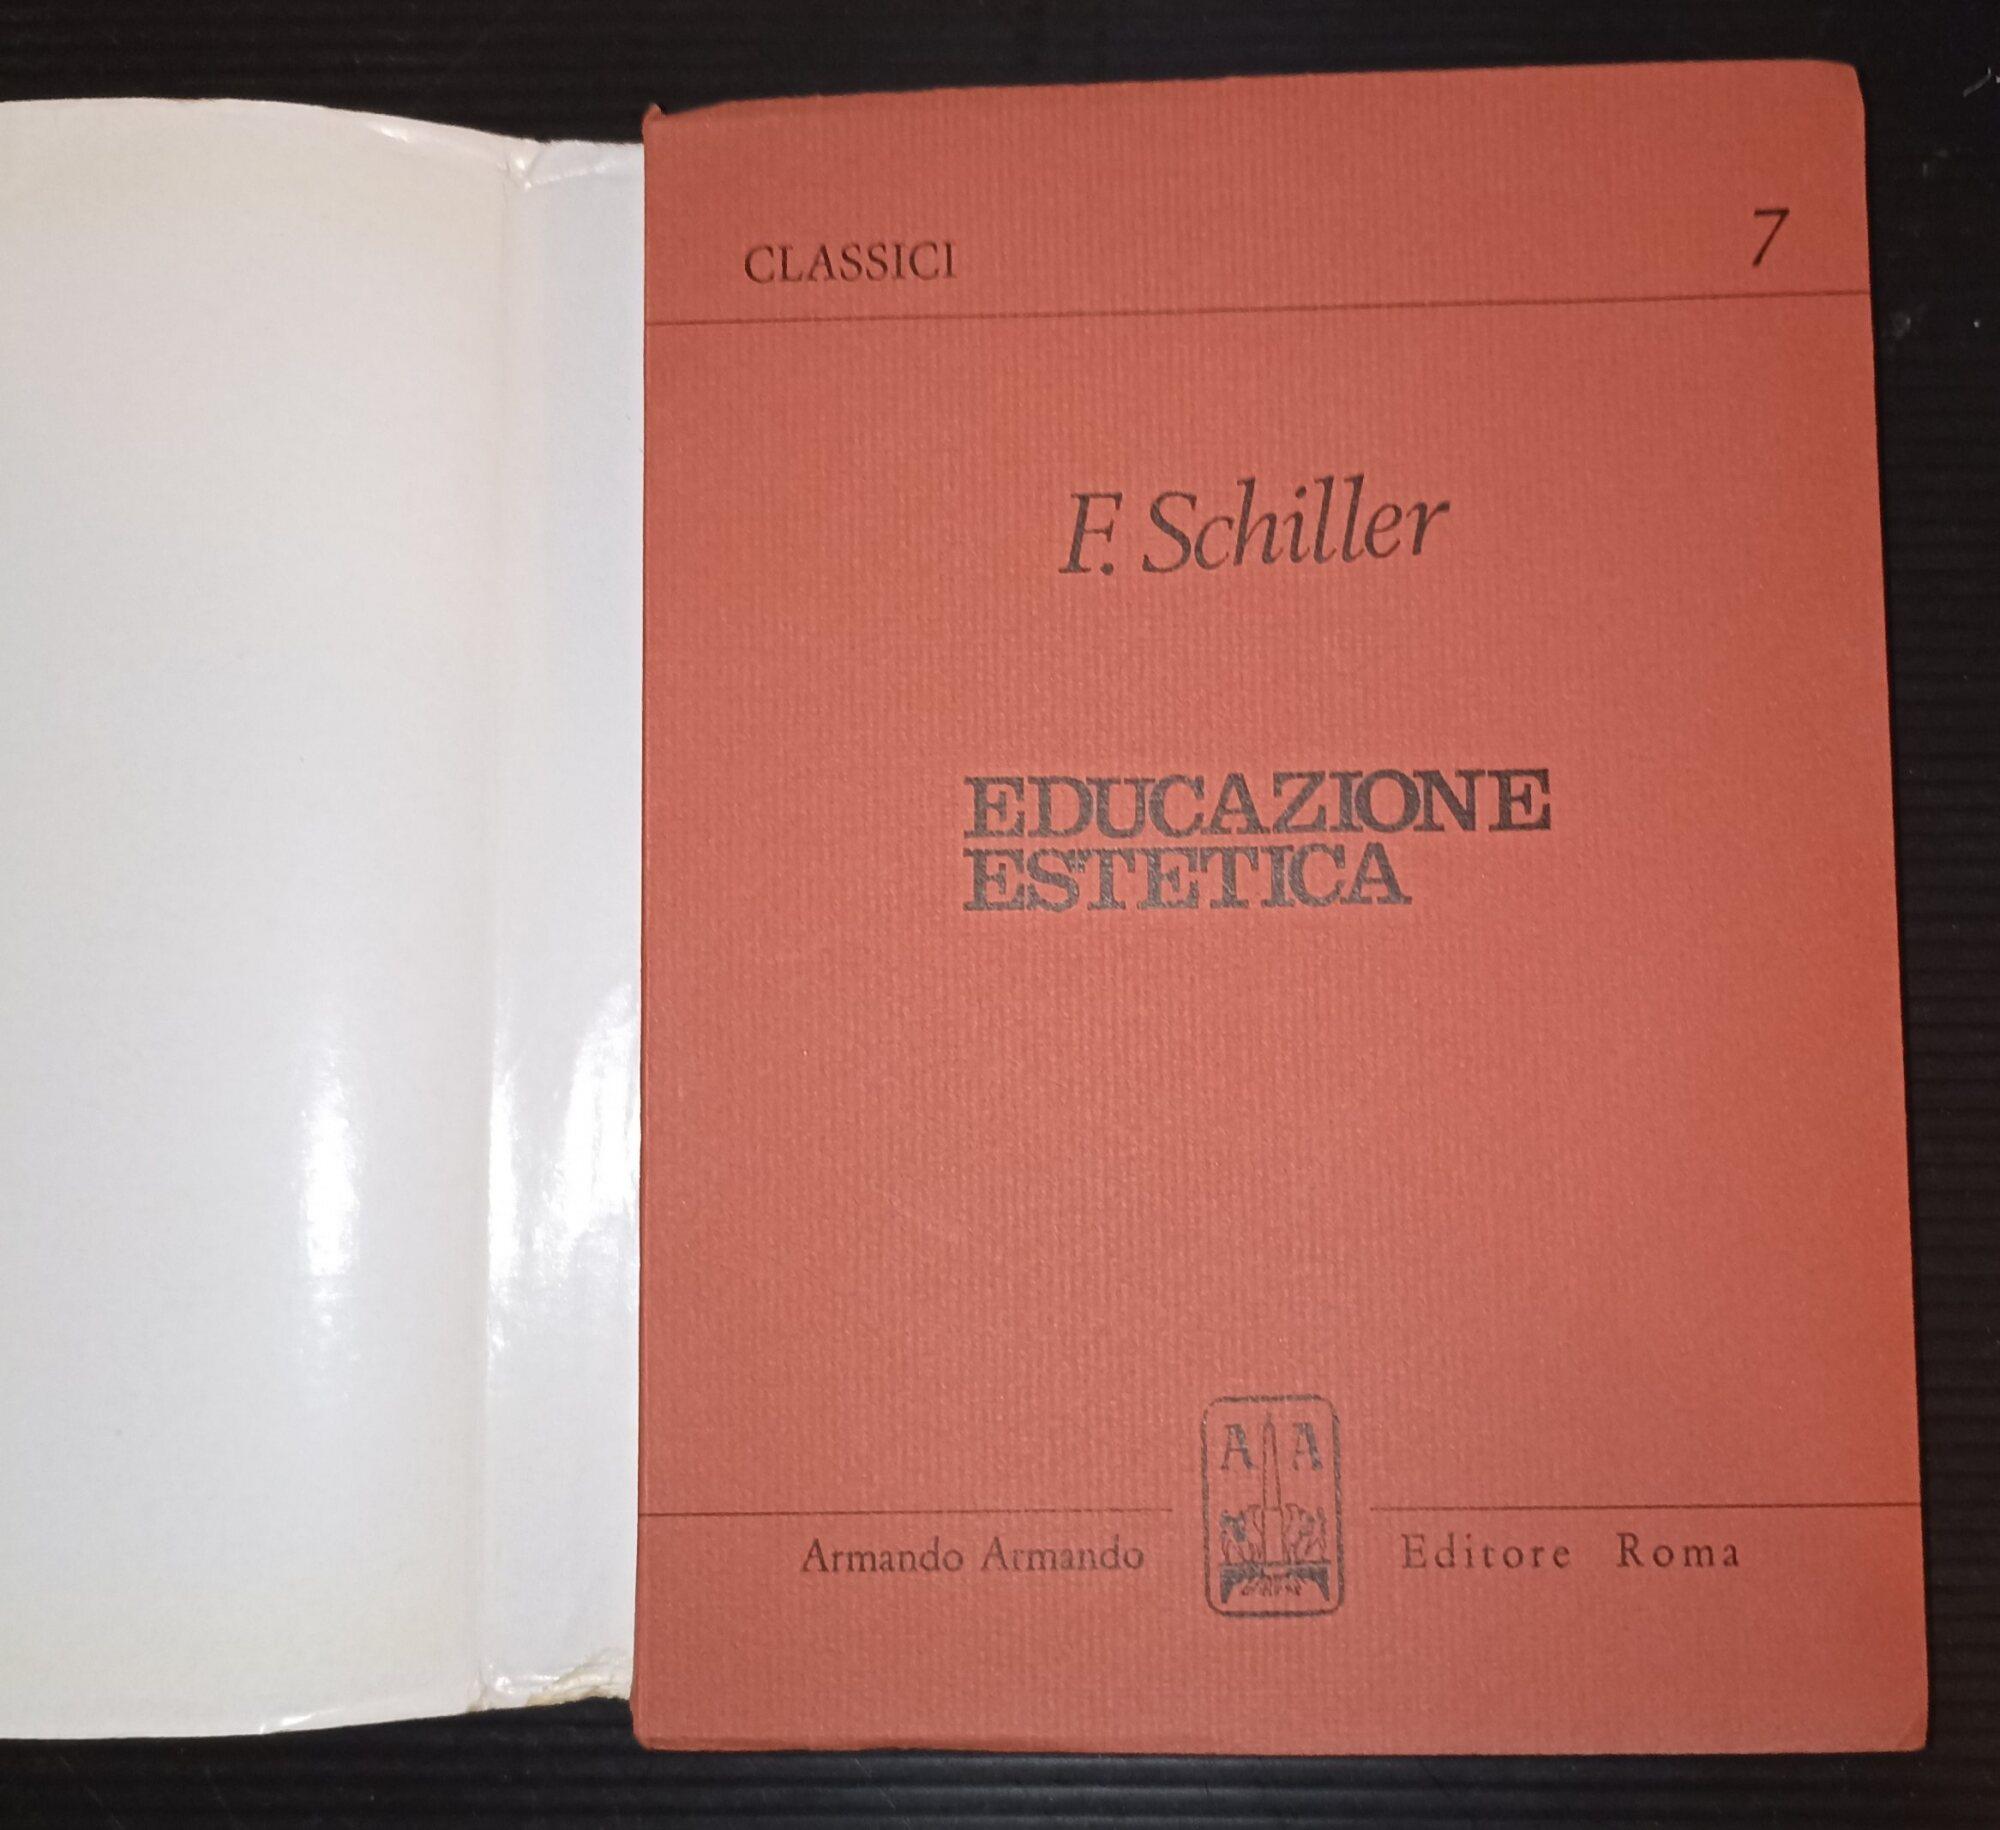 CLASSICI 7
F. Schiller
EDUCAZIONE
ESTETICA
A A
Armando Armando Editore Roma